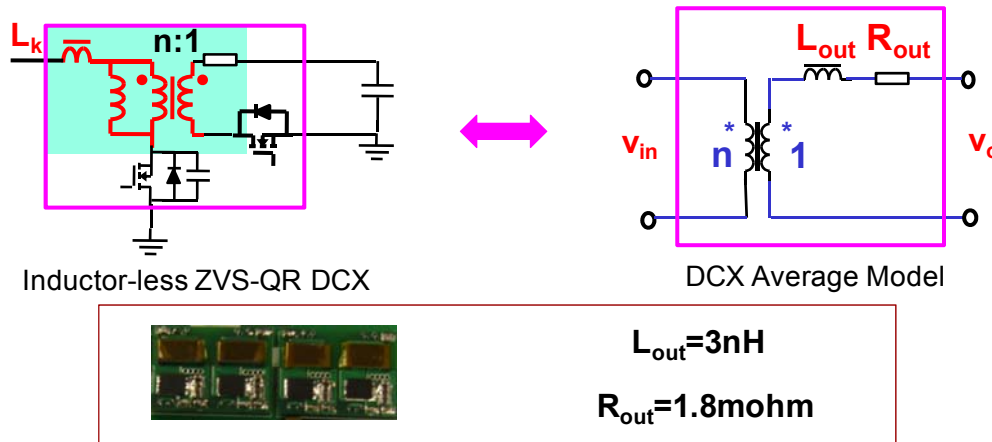 Lk
n:1
Lout Rout
vin
* *
n 1
vo
Inductor-less ZVS-QR DCX
DCX Average Model
Lout=3nH
Rout=1.8mohm